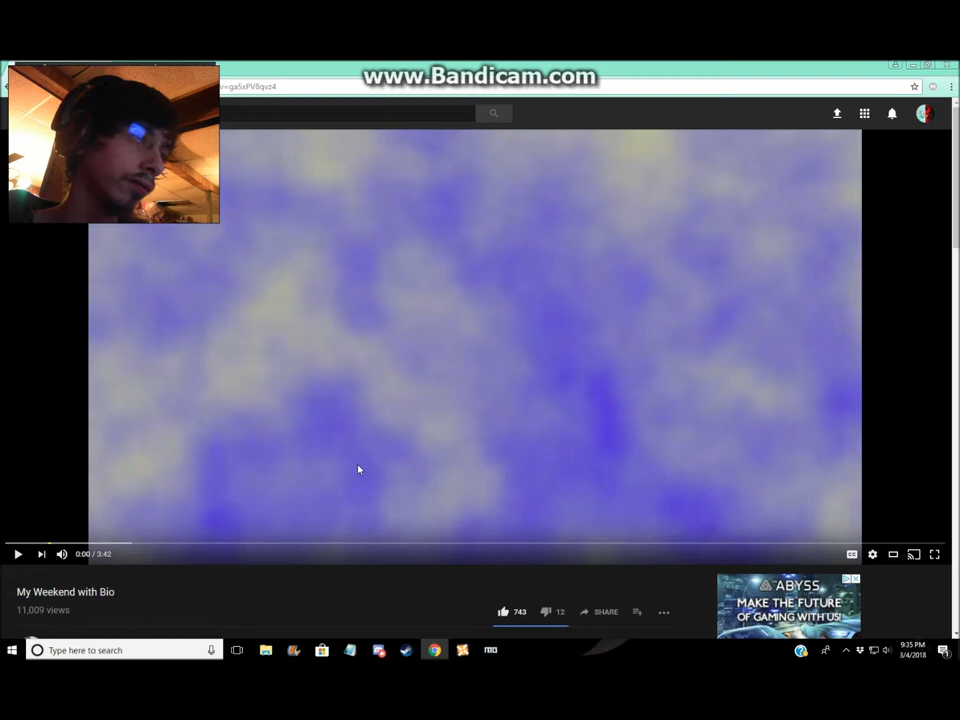 www.Bandicam.com
v=ga5xPV8qvz4
0:00 / 3:42
My Weekend with Bio
11,009 views
743
12
SHARE
ABYSS
MAKE THE FUTURE
OF GAMING WITH US!
Type here to search
9:35 PM
3/4/2018